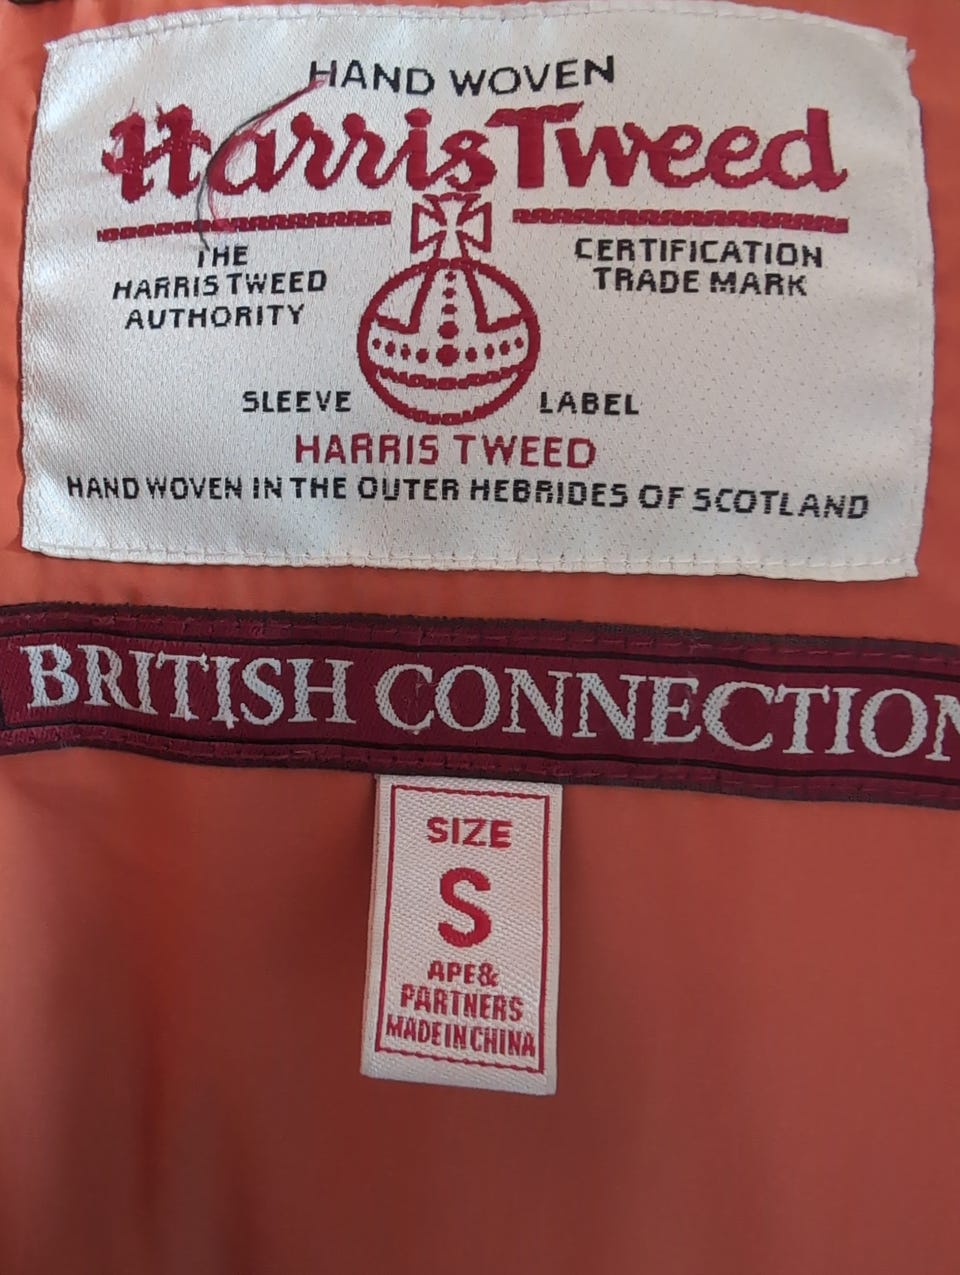 HAND WOVEN
Harris Tweed
THE
HARRIS TWEED
AUTHORITY
CERTIFICATION
TRADE MARK
SLEEVE LABEL
HARRIS TWEED
HAND WOVEN IN THE OUTER HEBRIDES OF SCOTLAND
BRITISH CONNECTION
SIZE
S
APE&
PARTNERS
MADE IN CHINA